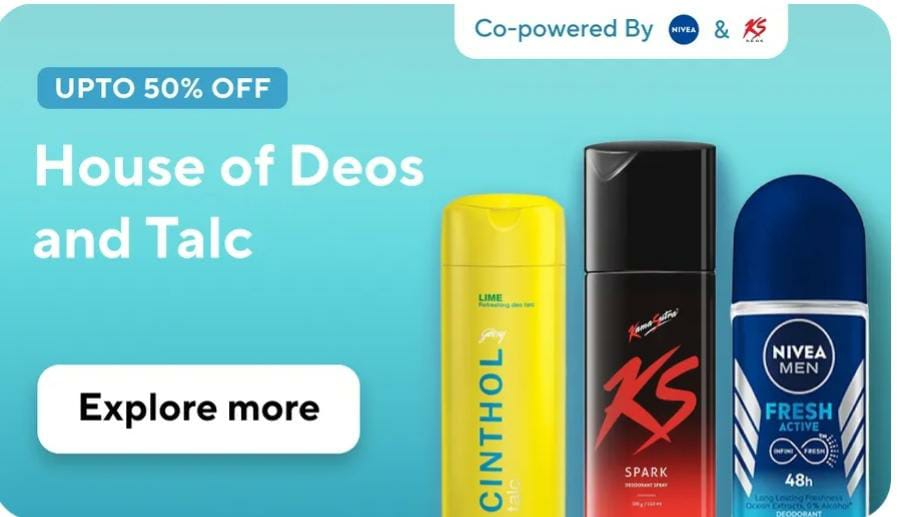 Co-powered By NIVEA & KS
UPTO 50% OFF
House of Deos
and Talc
Explore more
LIME
Refreshing deo talc
Godrej
CINTHOL
talc
KamaSutra
KS
SPARK
DEODORANT SPRAY
NIVEA
MEN
FRESH
ACTIVE
INFINI FRESH
48h
Long Lasting Freshness
Ocean Extracts, 0% Alcohol*
DEODORANT